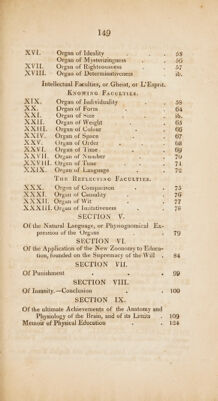 149
XVI. Organ of Ideality . . 53
Organ of Mysterizingness . . 56
XVII. Organ of Righteousness . . 57
XVIII. Organ of Determinativeness . ib.
Intellectual Faculties, or Gheist, or L'Esprit.
Knowing Faculties.
XIX. Organ of Individuality . . 58
XX. Organ of Form . . 64
XXI. Organ of Size . . ib.
XXII. Organ of Weight . . 65
XXIII. Organ of Colour . . 66
XXIV. Organ of Space . . 67
XXV. Organ of Order . . 68
XXVI. Organ of Time . . 69
XXVII. Organ of Number . . 70
XXVIII. Organ of Tune . . 71
XXIX. Organ of Language . . 72
The Reflecting Faculties.
XXX. Organ of Comparison . . 75
XXXI. Organ of Causality . . 76
XXXII. Organ of Wit . . 77
XXXIII. Organ of Imitativeness . . 78
SECTION V.
Of the Natural Language, or Physiognomical Ex-
pression of the Organs . . 79
SECTION VI.
Of the Application of the New Zoonomy to Educa-
tion, founded on the Supremacy of the Will . 84
SECTION VII.
Of Punishment . . . 99
SECTION VIII.
Of Insanity.—Conclusion . . 100
SECTION IX.
Of the ultimate Achievements of the Anatomy and
Physiology of the Brain, and of its Lemza . 109
Memoir of Physical Education . . 124